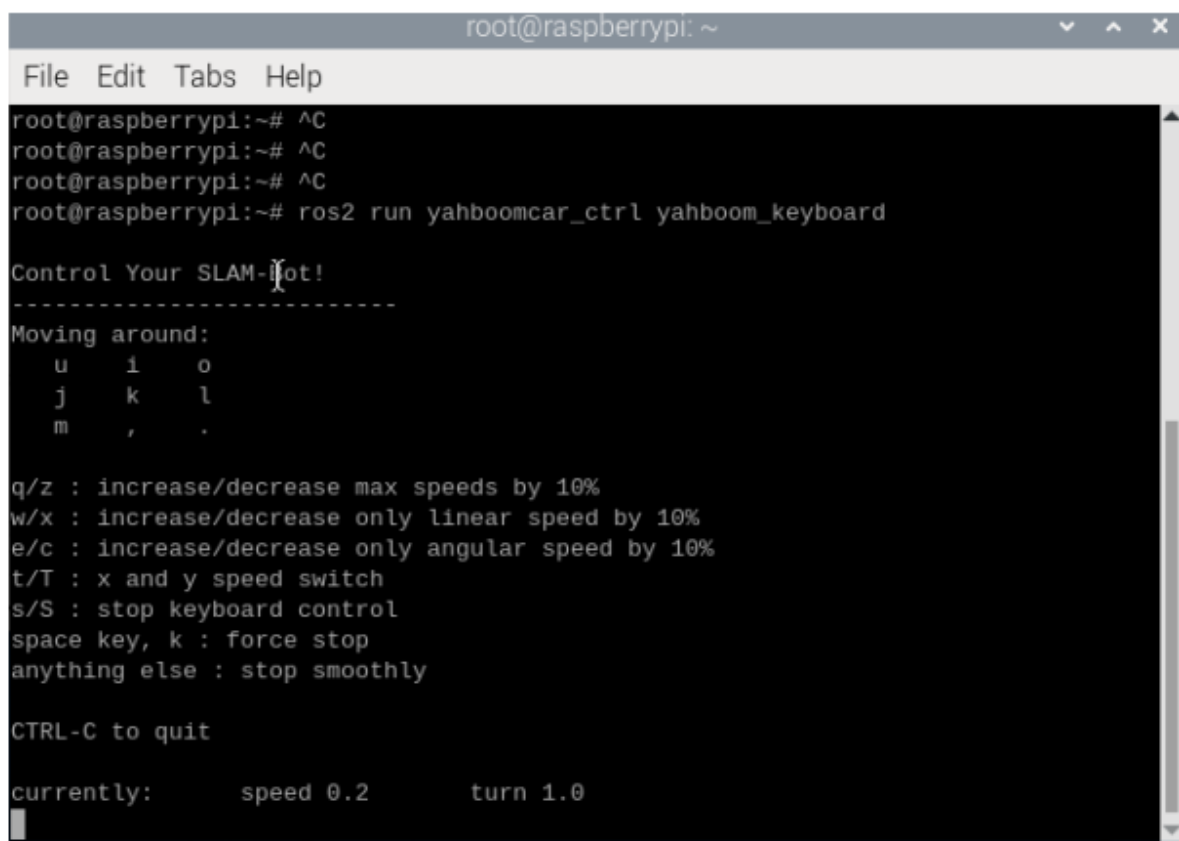 root@raspberrypi: ~
File Edit Tabs Help
root@raspberrypi:~# ^C
root@raspberrypi:~# ^C
root@raspberrypi:~# ^C
root@raspberrypi:~# ros2 run yahboomcar_ctrl yahboom_keyboard
Control Your SLAM-Bot!
---------------------------
Moving around:
u i o
j k l
m , .
q/z : increase/decrease max speeds by 10%
w/x : increase/decrease only linear speed by 10%
e/c : increase/decrease only angular speed by 10%
t/T : x and y speed switch
s/S : stop keyboard control
space key, k : force stop
anything else : stop smoothly
CTRL-C to quit
currently: speed 0.2 turn 1.0